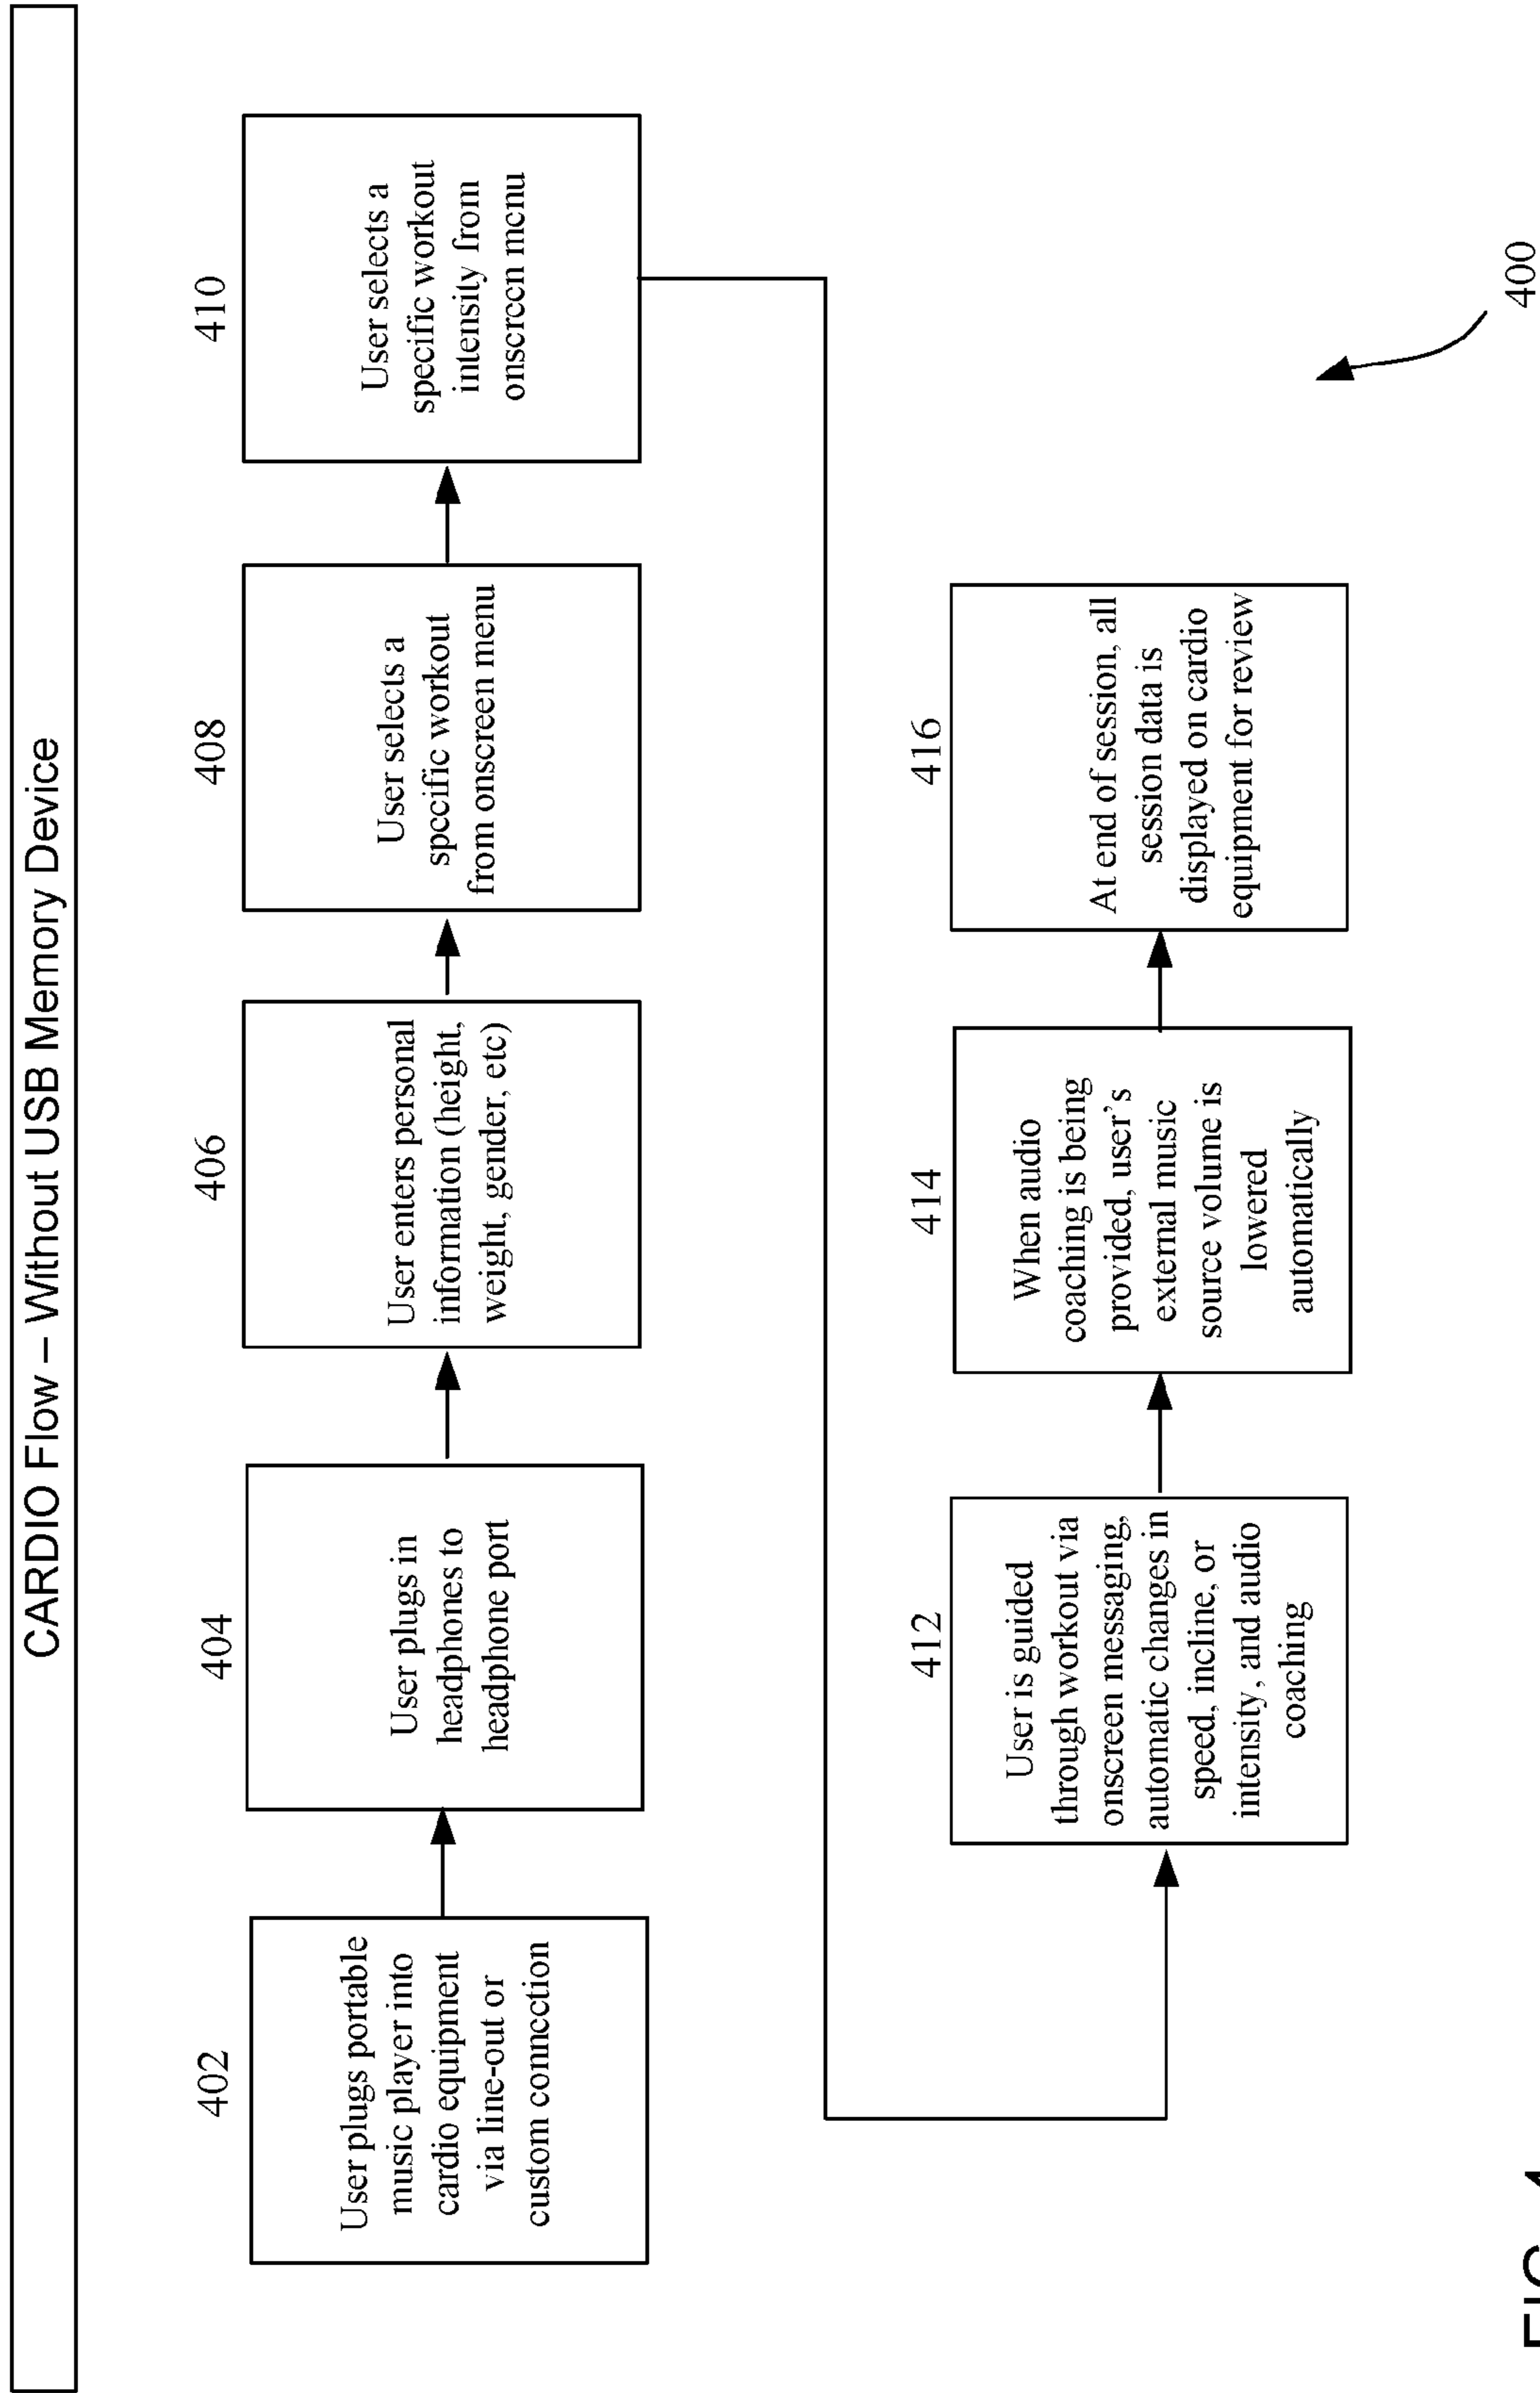 CARDIO Flow – Without USB Memory Device
402
User plugs portable
music player into
cardio equipment
via line-out or
custom connection
404
User plugs in
headphones to
headphone port
406
User enters personal
information (height,
weight, gender, etc)
408
User selects a
specific workout
from onscreen menu
410
User selects a
specific workout
intensity from
onscreen menu
412
User is guided
through workout via
onscreen messaging,
automatic changes in
speed, incline, or
intensity, and audio
coaching
414
When audio
coaching is being
provided, user's
external music
source volume is
lowered
automatically
416
At end of session, all
session data is
displayed on cardio
equipment for review
400
FIG. 4